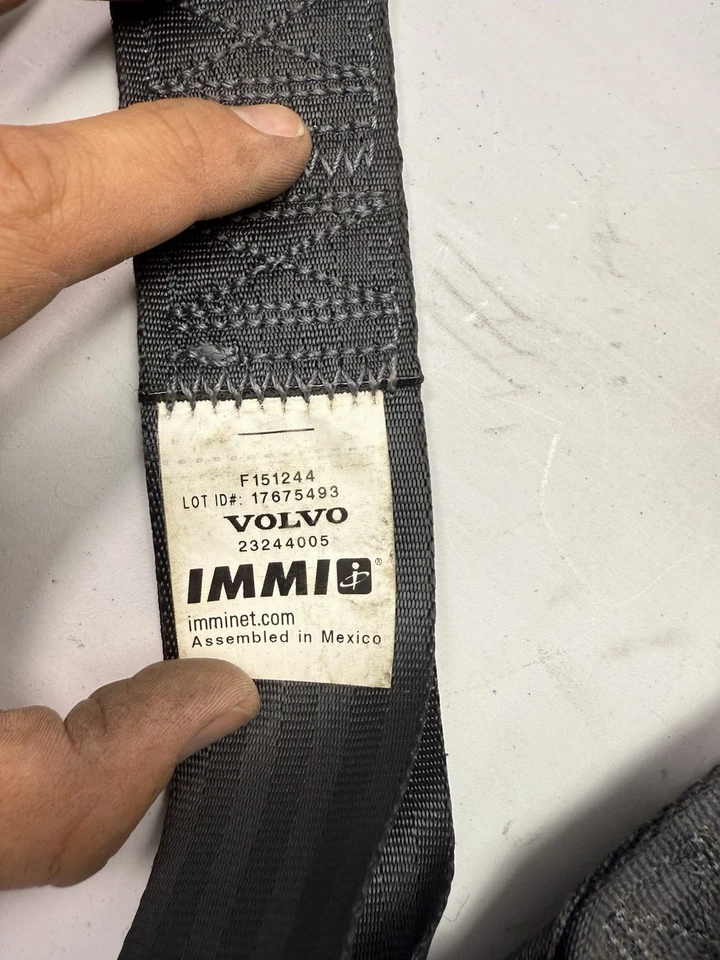 F151244
LOT ID#: 17675493
VOLVO
23244005
IMMI ®
imminet.com
Assembled in Mexico